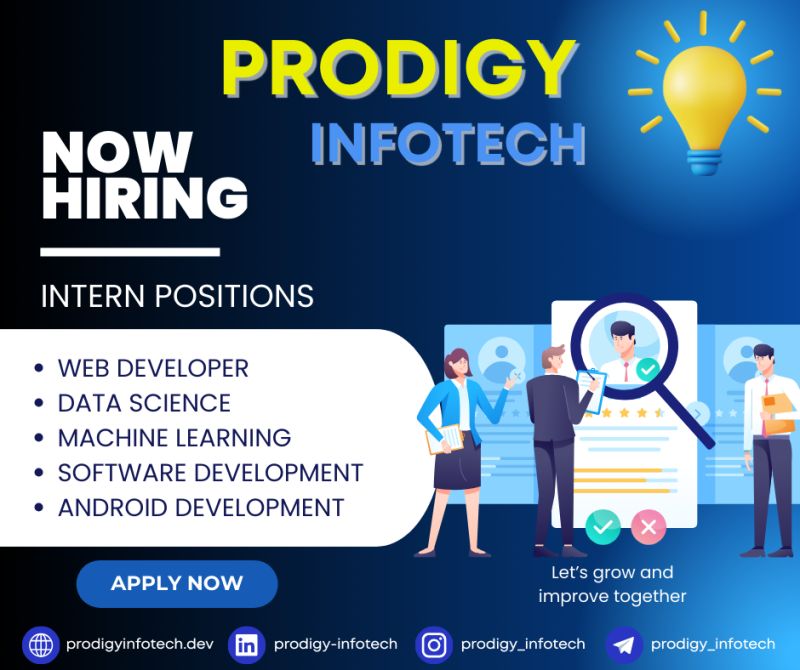 PRODIGY
INFOTECH
NOW
HIRING
INTERN POSITIONS
• WEB DEVELOPER
• DATA SCIENCE
• MACHINE LEARNING
• SOFTWARE DEVELOPMENT
• ANDROID DEVELOPMENT
APPLY NOW
Let's grow and
improve together
prodigyinfotech.dev
prodigy-infotech
prodigy_infotech
prodigy_infotech